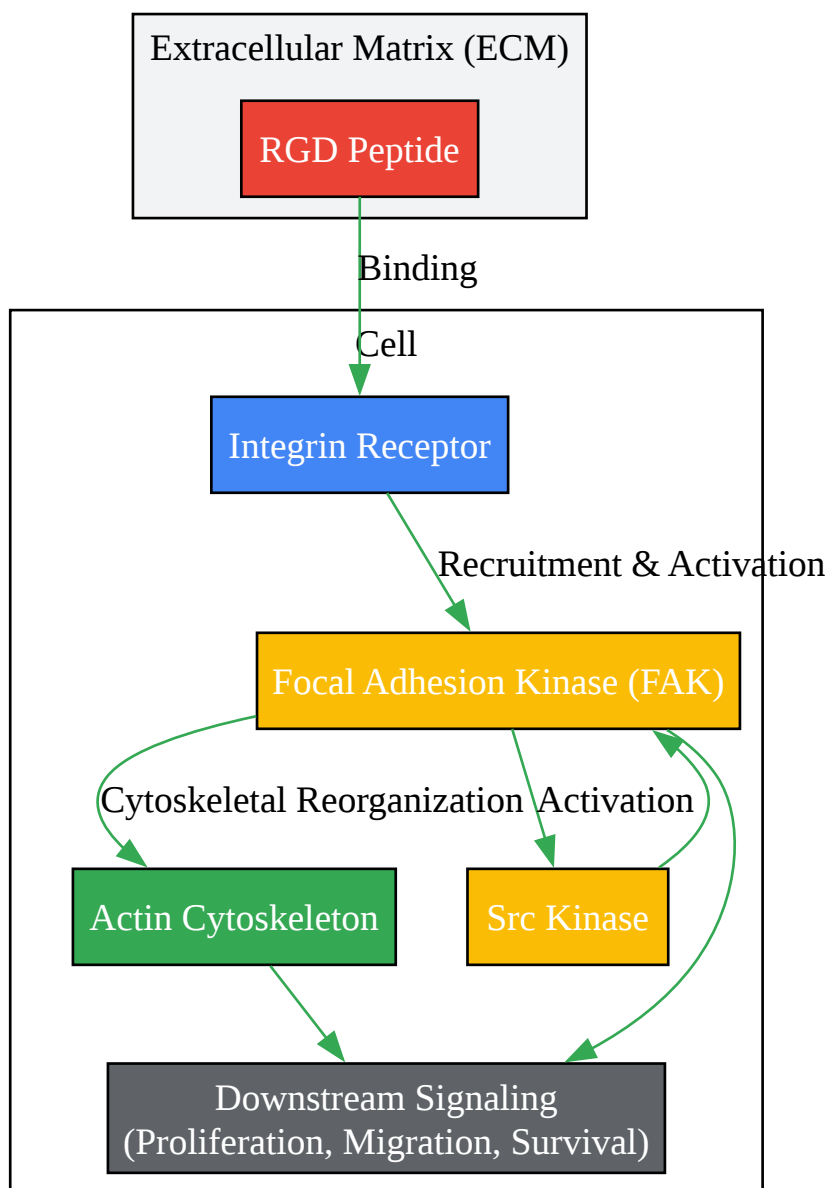 Extracellular Matrix (ECM)
RGD Peptide
Binding
Cell
Integrin Receptor
Recruitment & Activation
Focal Adhesion Kinase (FAK)
Cytoskeletal Reorganization
Activation
Actin Cytoskeleton
Src Kinase
Downstream Signaling
(Proliferation, Migration, Survival)